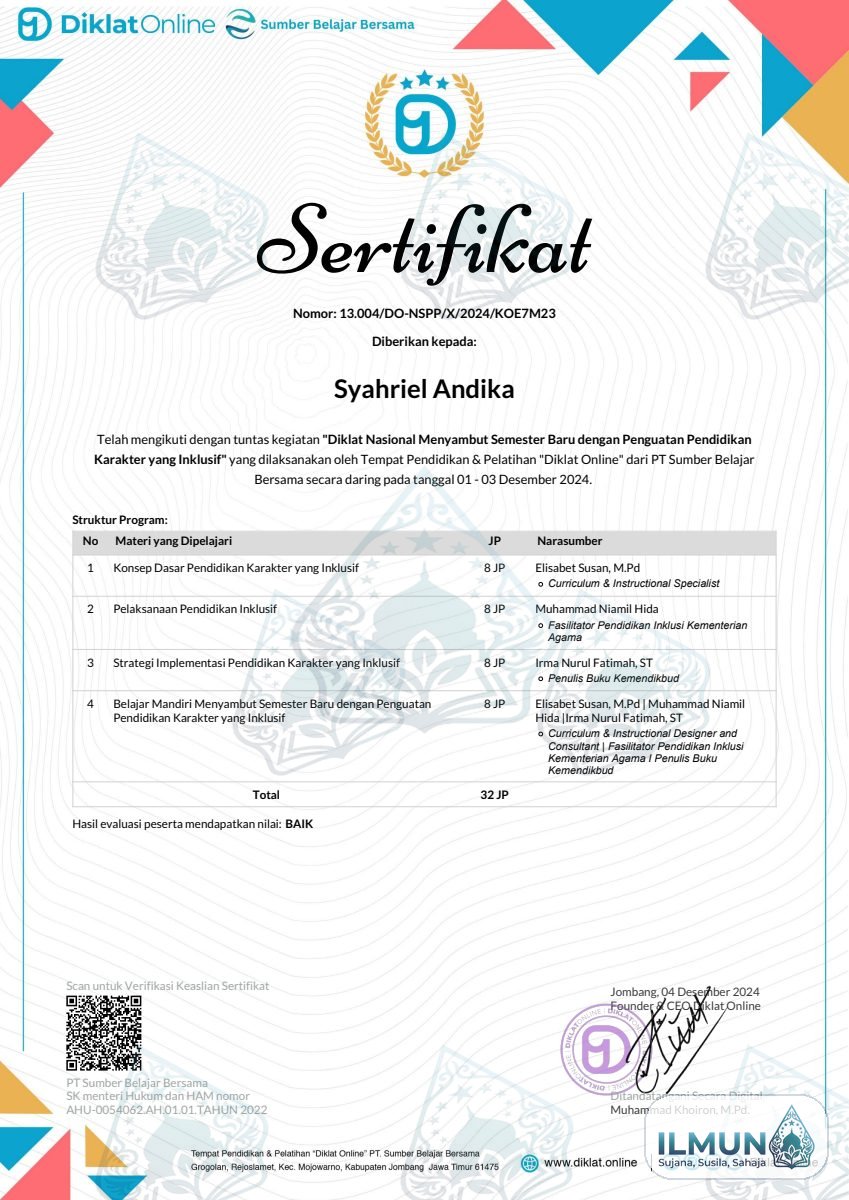 DiklatOnline Sumber Belajar Bersama
Sertifikat
Nomor: 13.004/DO-NSPP/X/2024/KOE7M23
Diberikan kepada:
Syahriel Andika
Telah mengikuti dengan tuntas kegiatan "Diklat Nasional Menyambut Semester Baru dengan Penguatan Pendidikan
Karakter yang Inklusif" yang dilaksanakan oleh Tempat Pendidikan & Pelatihan "Diklat Online" dari PT Sumber Belajar
Bersama secara daring pada tanggal 01 - 03 Desember 2024.
Struktur Program:
No Materi yang Dipelajari JP Narasumber
1 Konsep Dasar Pendidikan Karakter yang Inklusif 8 JP Elisabet Susan, M.Pd
Curriculum & Instructional Specialist
2 Pelaksanaan Pendidikan Inklusif 8 JP Muhammad Niamil Hida
Fasilitator Pendidikan Inklusi Kementerian
Agama
3 Strategi Implementasi Pendidikan Karakter yang Inklusif 8 JP Irma Nurul Fatimah, ST
Penulis Buku Kemendikbud
4 Belajar Mandiri Menyambut Semester Baru dengan Penguatan 8 JP Elisabet Susan, M.Pd | Muhammad Niamil
Pendidikan Karakter yang Inklusif Hida |Irma Nurul Fatimah, ST
Curriculum & Instructional Designer and
Consultant | Fasilitator Pendidikan Inklusi
Kementerian Agama I Penulis Buku
Kemendikbud
Total 32 JP
Hasil evaluasi peserta mendapatkan nilai: BAIK
Scan untuk Verifikasi Keaslian Sertifikat
PT Sumber Belajar Bersama
SK menteri Hukum dan HAM nomor
AHU-0054062.AH.01.01.TAHUN 2022
Jombang, 04 Desember 2024
Founder & CEO Diklat Online
DIKLATONLINE
Ditandatangani Secara Digital
Muhammad Khoiron, M.Pd.
Tempat Pendidikan & Pelatihan "Diklat Online" PT. Sumber Belajar Bersama
Grogolan, Rejoslamet, Kec. Mojowarno, Kabupaten Jombang Jawa Timur 61475
www.diklat.online
ILMUN
Sujana, Susila, Sahaja